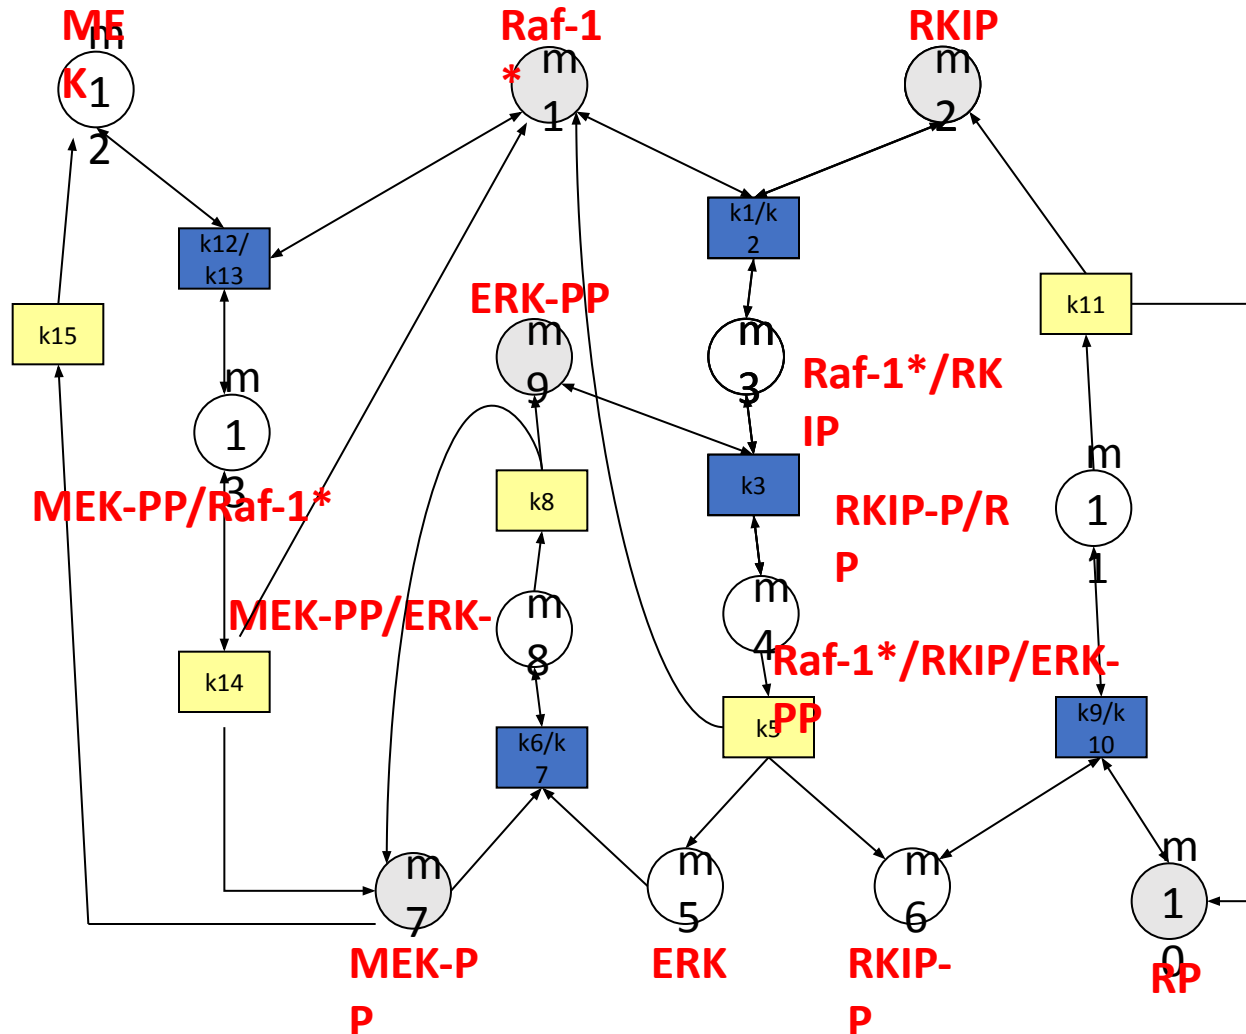 ME
K
m
1
2
Raf-1
*
m
1
RKIP
m
2
k12/
k13
k1/k
2
k15
ERK-PP
m
9
m
3
Raf-1*/RK
IP
k11
m
1
3
MEK-PP/Raf-1*
k8
k3
RKIP-P/R
P
m
1
1
MEK-PP/ERK-
m
8
m
4
Raf-1*/RKIP/ERK-
PP
k14
k6/k
7
k5
k9/k
10
m
7
MEK-P
P
m
5
ERK
m
6
RKIP-
P
m
1
0
RP